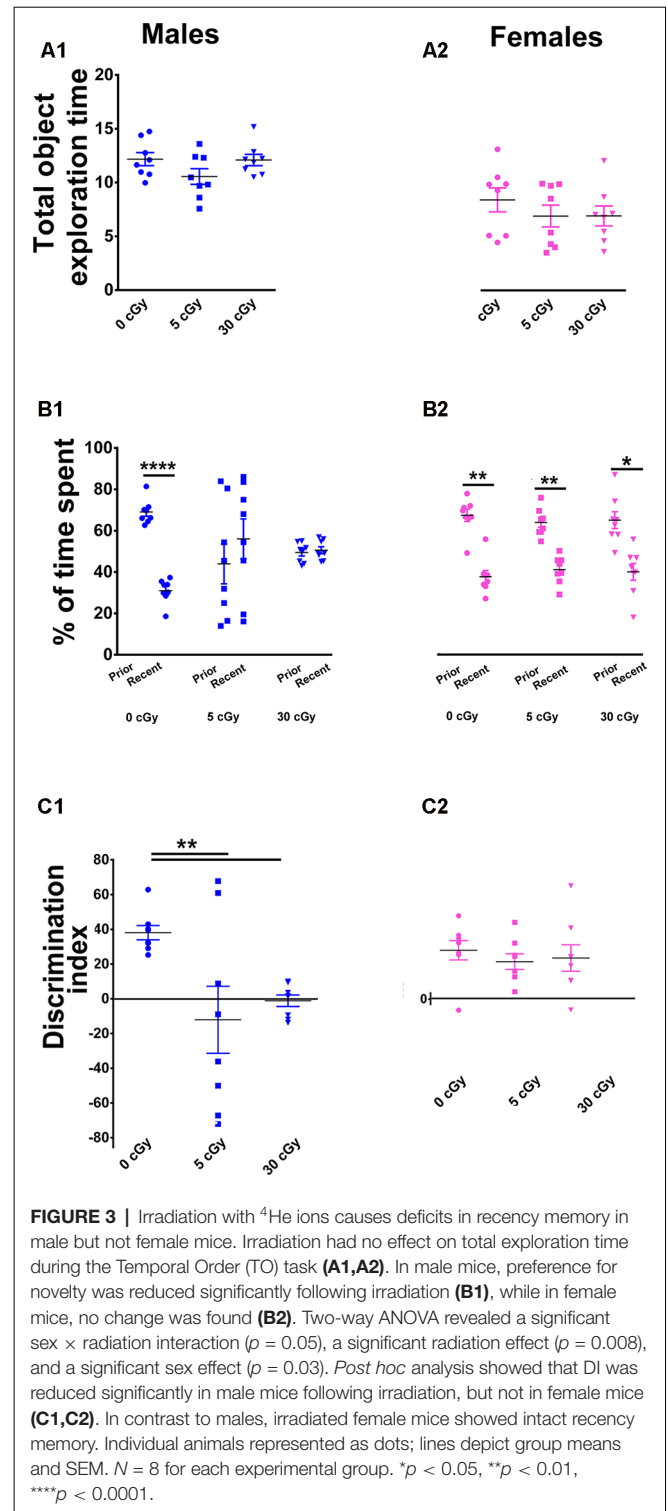 Males
Females
A1
A2
Total object
exploration time
20
15
10
5
0
0 cGy
5 cGy
30 cGy
cGy
5 cGy
30 cGy
B1
B2
% of time spent
100
80
60
40
20
0
****
**
**
*
Prior Recent
Prior Recent
Prior Recent
0 cGy
5 cGy
30 cGy
Prior Recent
Prior Recent
Prior Recent
0 cGy
5 cGy
30 cGy
C1
C2
Discrimination
index
80
60
40
20
0
-20
-40
-60
-80
**
0 cGy
5 cGy
30 cGy
0
0 cGy
5 cGy
30 cGy
FIGURE 3 | Irradiation with ⁴He ions causes deficits in recency memory in
male but not female mice. Irradiation had no effect on total exploration time
during the Temporal Order (TO) task (A1,A2). In male mice, preference for
novelty was reduced significantly following irradiation (B1), while in female
mice, no change was found (B2). Two-way ANOVA revealed a significant
sex × radiation interaction (p = 0.05), a significant radiation effect (p = 0.008),
and a significant sex effect (p = 0.03). Post hoc analysis showed that DI was
reduced significantly in male mice following irradiation, but not in female mice
(C1,C2). In contrast to males, irradiated female mice showed intact recency
memory. Individual animals represented as dots; lines depict group means
and SEM. N = 8 for each experimental group. *p < 0.05, **p < 0.01,
****p < 0.0001.